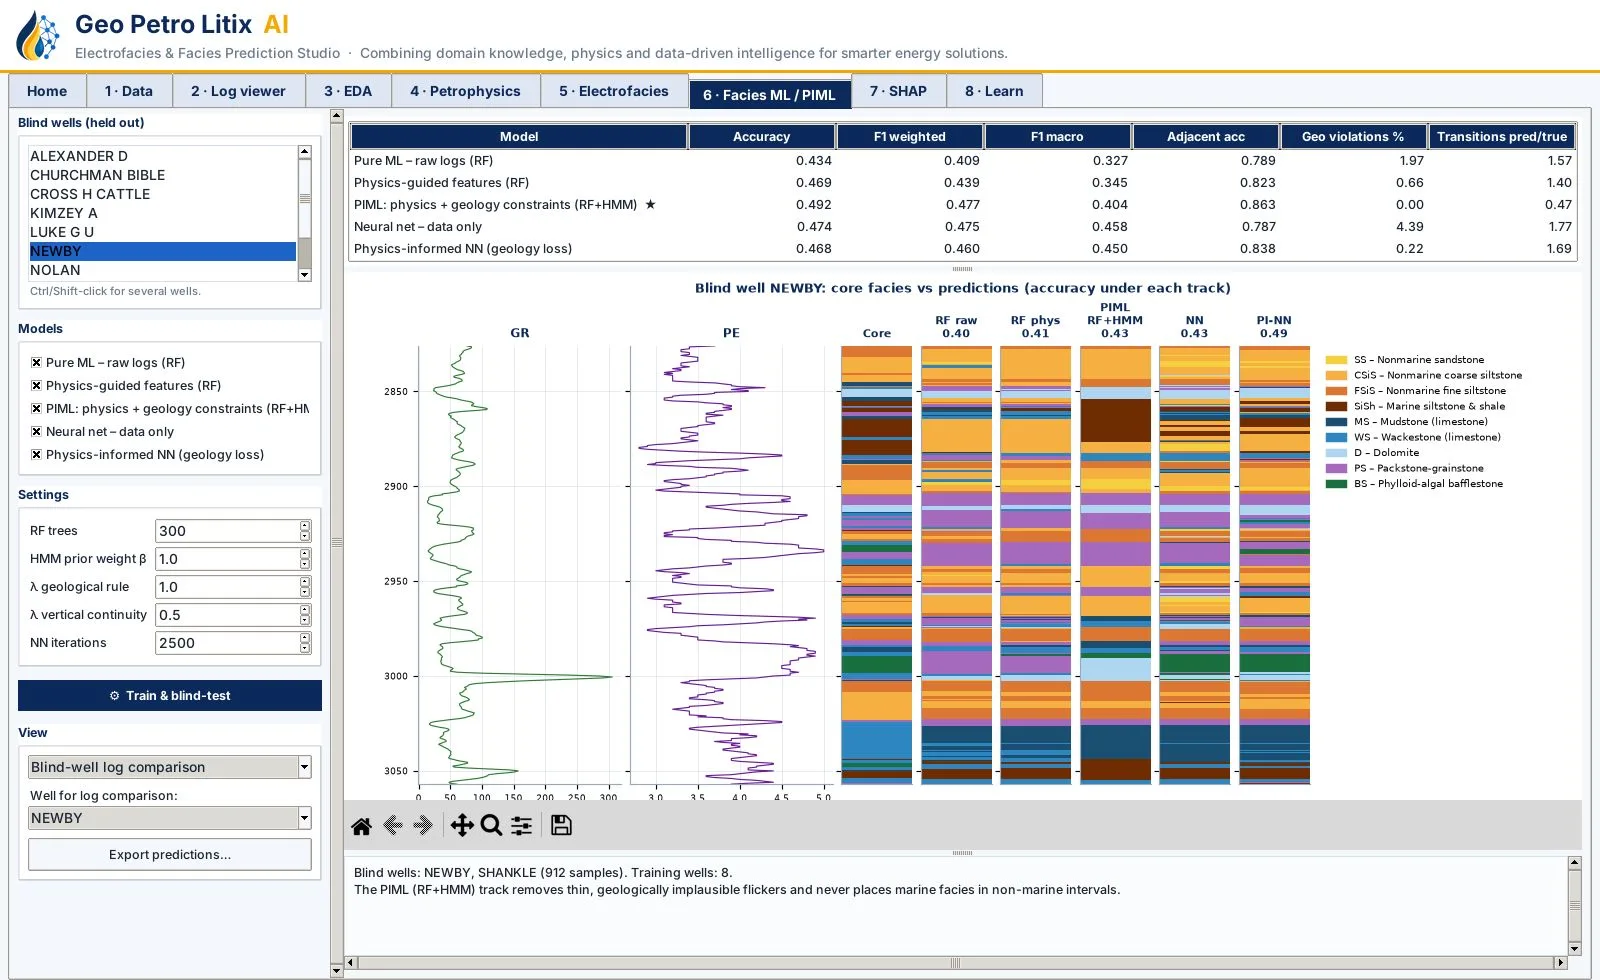 Geo Petro Litix AI
Electrofacies & Facies Prediction Studio · Combining domain knowledge, physics and data-driven intelligence for smarter energy solutions.
Home
1 · Data
2 · Log viewer
3 · EDA
4 · Petrophysics
5 · Electrofacies
6 · Facies ML / PIML
7 · SHAP
8 · Learn
Blind wells (held out)
ALEXANDER D
CHURCHMAN BIBLE
CROSS H CATTLE
KIMZEY A
LUKE G U
NEWBY
NOLAN
Ctrl/Shift-click for several wells.
Models
Pure ML – raw logs (RF)
Physics-guided features (RF)
PIML: physics + geology constraints (RF+HM
Neural net – data only
Physics-informed NN (geology loss)
Settings
RF trees 300
HMM prior weight β 1.0
λ geological rule 1.0
λ vertical continuity 0.5
NN iterations 2500
⚙ Train & blind-test
View
Blind-well log comparison
Well for log comparison:
NEWBY
Export predictions...
Model Accuracy F1 weighted F1 macro Adjacent acc Geo violations % Transitions pred/true
Pure ML – raw logs (RF) 0.434 0.409 0.327 0.789 1.97 1.57
Physics-guided features (RF) 0.469 0.439 0.345 0.823 0.66 1.40
PIML: physics + geology constraints (RF+HMM) ★ 0.492 0.477 0.404 0.863 0.00 0.47
Neural net – data only 0.474 0.475 0.458 0.787 4.39 1.77
Physics-informed NN (geology loss) 0.468 0.460 0.450 0.838 0.22 1.69
Blind well NEWBY: core facies vs predictions (accuracy under each track)
GR
PE
Core
RF raw
0.40
RF phys
0.41
PIML
RF+HMM
0.43
NN
0.43
PI-NN
0.49
2850
2900
2950
3000
3050
0 50 100 150 200 250 300
3.0 3.5 4.0 4.5 5.0
SS – Nonmarine sandstone
CSiS – Nonmarine coarse siltstone
FSiS – Nonmarine fine siltstone
SiSh – Marine siltstone & shale
MS – Mudstone (limestone)
WS – Wackestone (limestone)
D – Dolomite
PS – Packstone-grainstone
BS – Phylloid-algal bafflestone
Blind wells: NEWBY, SHANKLE (912 samples). Training wells: 8.
The PIML (RF+HMM) track removes thin, geologically implausible flickers and never places marine facies in non-marine intervals.